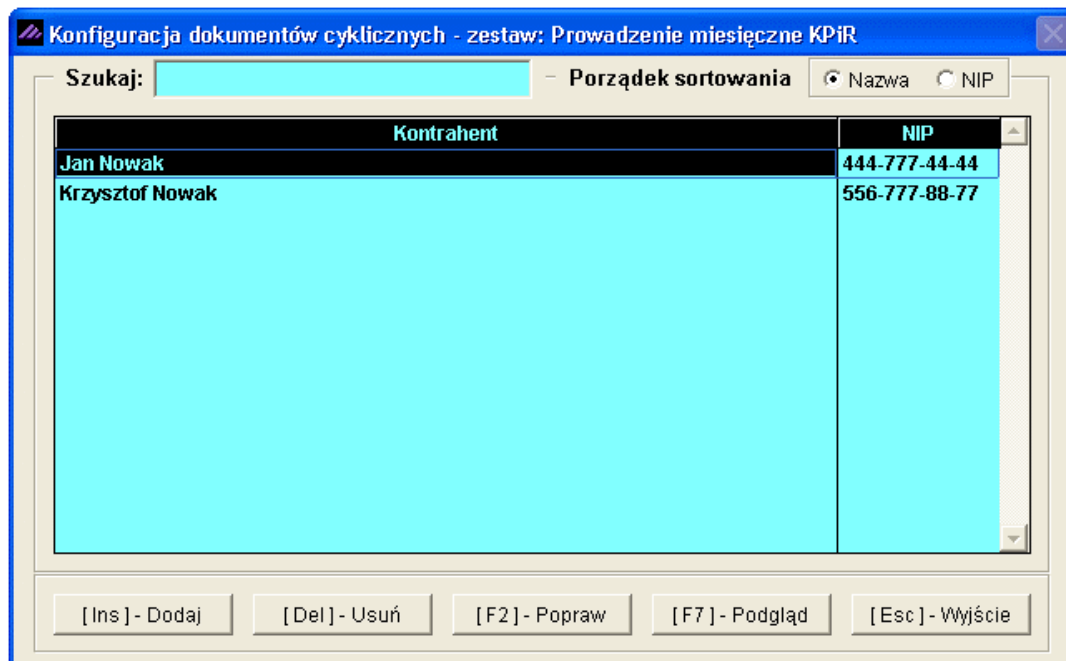 Konfiguracja dokumentów cyklicznych - zestaw: Prowadzenie miesięczne KPiR
Szukaj: Porządek sortowania Nazwa NIP
Kontrahent NIP
Jan Nowak 444-777-44-44
Krzysztof Nowak 556-777-88-77
[ Ins ] - Dodaj [ Del ] - Usuń [ F2 ] - Popraw [ F7 ] - Podgląd [ Esc ] - Wyjście